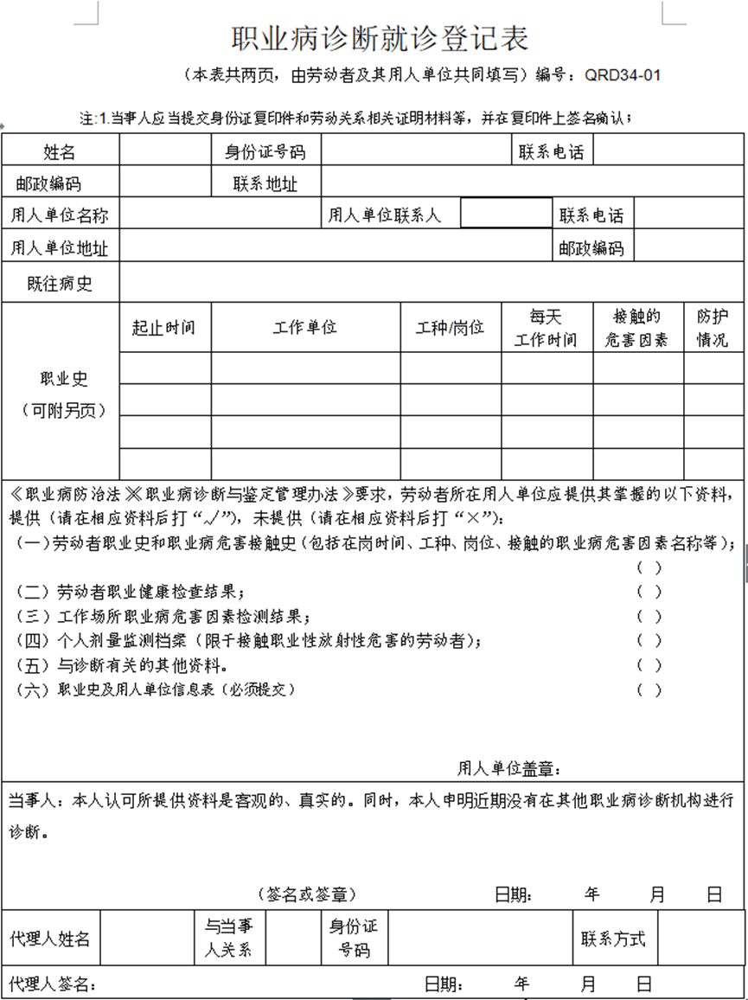 职业病诊断就诊登记表
（本表共两页，由劳动者及其用人单位共同填写）编号：QRD34-01
注:1.当事人应当提交身份证复印件和劳动关系相关证明材料等，并在复印件上签名确认；
姓名 身份证号码 联系电话
邮政编码 联系地址
用人单位名称 用人单位联系人 联系电话
用人单位地址 邮政编码
既往病史
职业史
（可附另页）
起止时间 工作单位 工种/岗位 每天
工作时间 接触的
危害因素 防护
情况
《职业病防治法》《职业病诊断与鉴定管理办法》要求，劳动者所在用人单位应提供其掌握的以下资料，
提供（请在相应资料后打“√”），未提供（请在相应资料后打“×”）：
（一）劳动者职业史和职业病危害接触史（包括在岗时间、工种、岗位、接触的职业病危害因素名称等）；
（ ）
（二）劳动者职业健康检查结果； （ ）
（三）工作场所职业病危害因素检测结果； （ ）
（四）个人剂量监测档案（限于接触职业性放射性危害的劳动者）； （ ）
（五）与诊断有关的其他资料。 （ ）
（六）职业史及用人单位信息表（必须提交） （ ）
用人单位盖章：
当事人：本人认可所提供资料是客观的、真实的。同时，本人申明近期没有在其他职业病诊断机构进行
诊断。
（签名或签章） 日期： 年 月 日
代理人姓名 与当事
人关系 身份证
号码 联系方式
代理人签名： 日期： 年 月 日